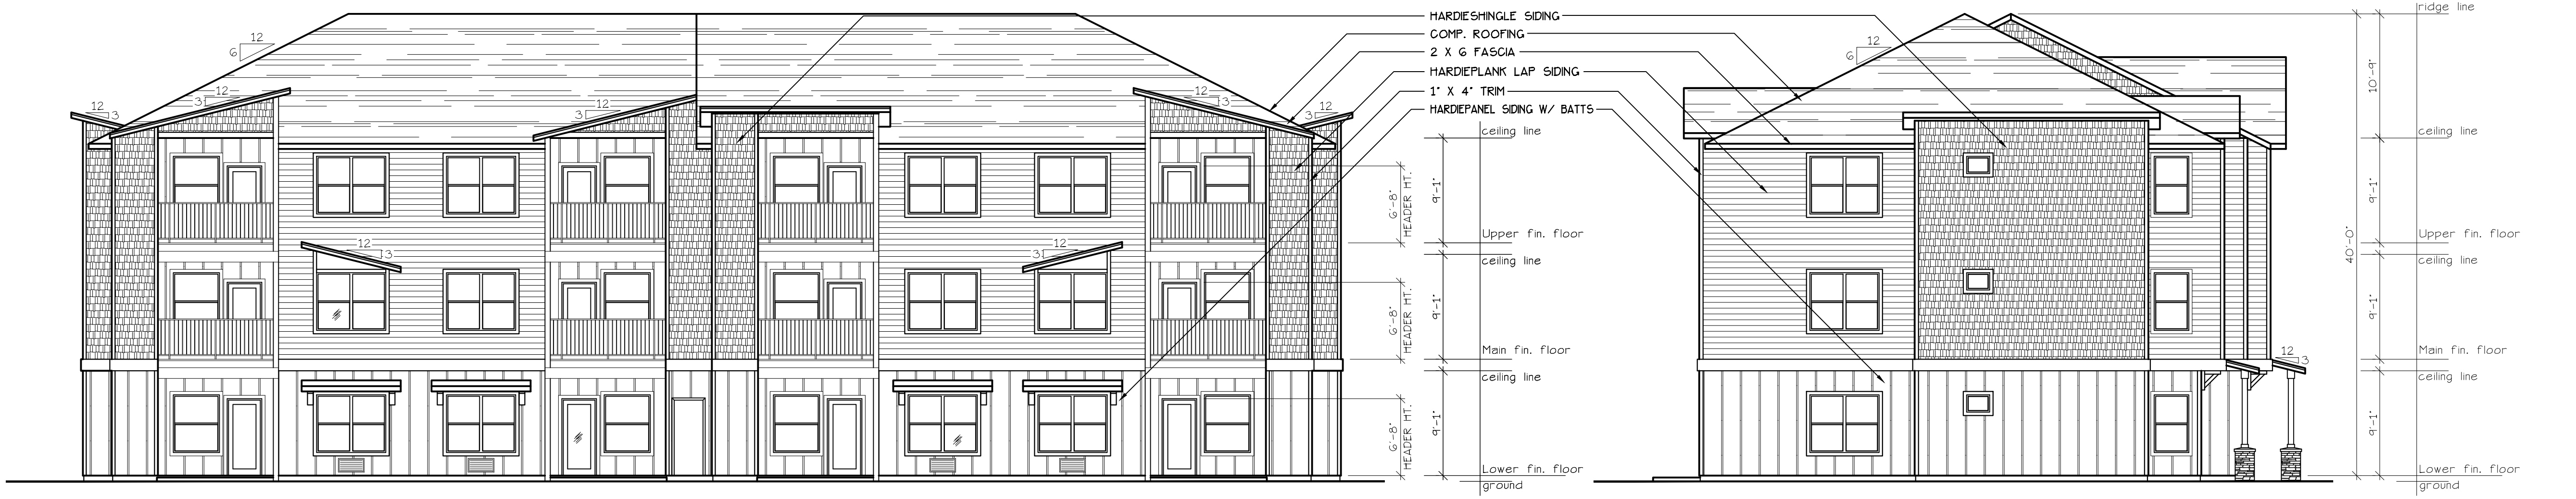 HARDIESHINGLE SIDING
COMP. ROOFING
2 X 6 FASCIA
HARDIEPLANK LAP SIDING
1" X 4" TRIM
HARDIEPANEL SIDING W/ BATTS
12
6
12
3
12
3
12
3
12
3
12
3
12
3
12
3
6'-8"
HEADER HT.
9'-1"
6'-8"
HEADER HT.
9'-1"
6'-8"
HEADER HT.
9'-1"
ceiling line
Upper fin. floor
ceiling line
Main fin. floor
ceiling line
Lower fin. floor
ground
12
6
12
3
40'-0"
10'-9"
9'-1"
9'-1"
9'-1"
ridge line
ceiling line
Upper fin. floor
ceiling line
Main fin. floor
ceiling line
Lower fin. floor
ground